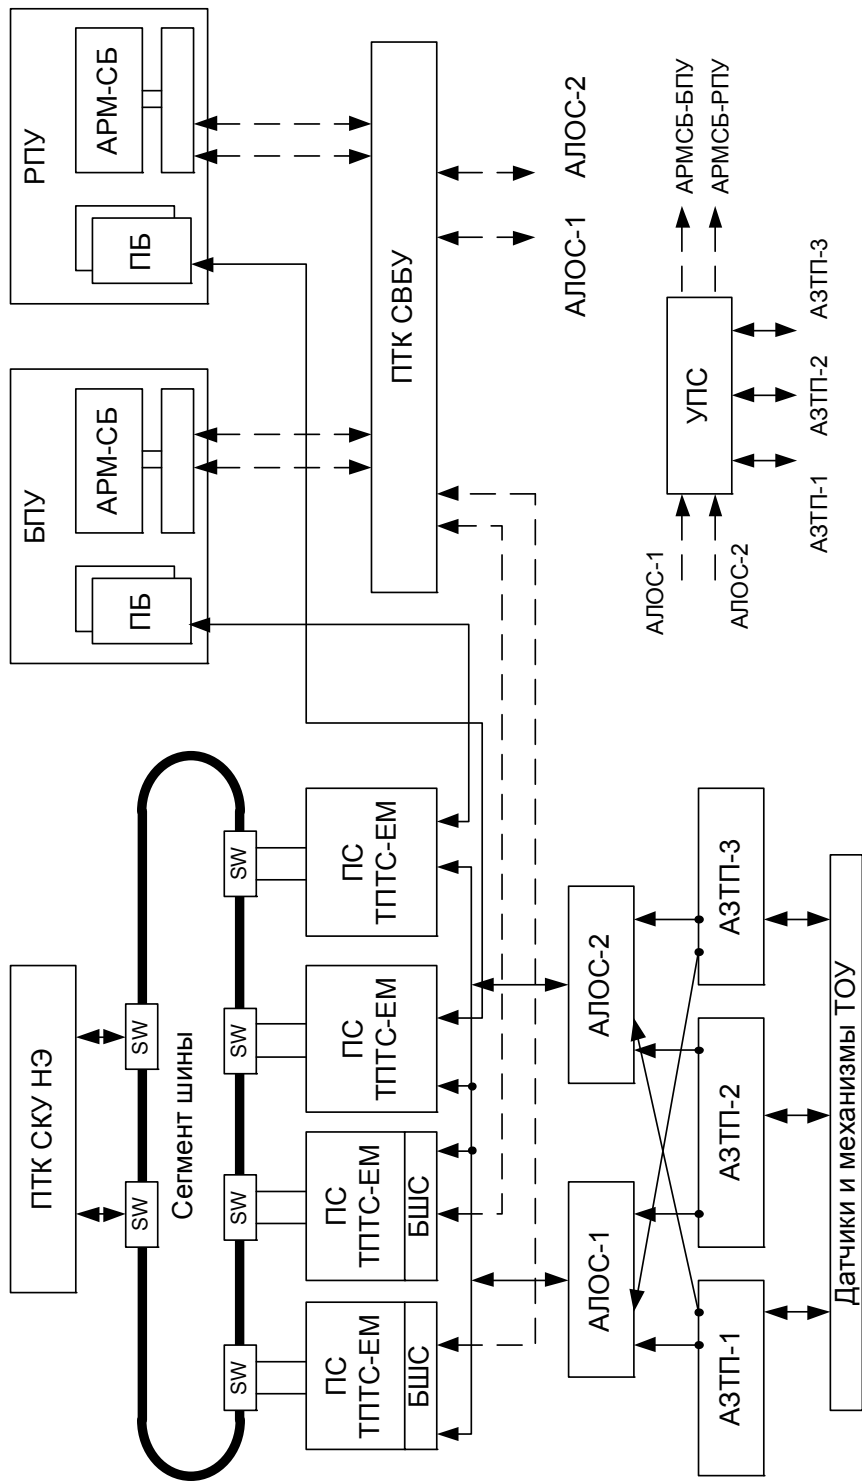 ПТК СКУ НЭ
SW
SW
Сегмент шины
SW
SW
SW
SW
ПС
ТПТС-ЕМ
БШС
ПС
ТПТС-ЕМ
БШС
ПС
ТПТС-ЕМ
ПС
ТПТС-ЕМ
БПУ
ПБ
АРМ-СБ
РПУ
ПБ
АРМ-СБ
ПТК СВБУ
АЛОС-1
АЛОС-2
АЛОС-1
АЛОС-2
АЗТП-1
АЗТП-2
АЗТП-3
Датчики и механизмы ТОУ
АЛОС-1
АЛОС-2
УПС
АРМСБ-БПУ
АРМСБ-РПУ
АЗТП-1
АЗТП-2
АЗТП-3